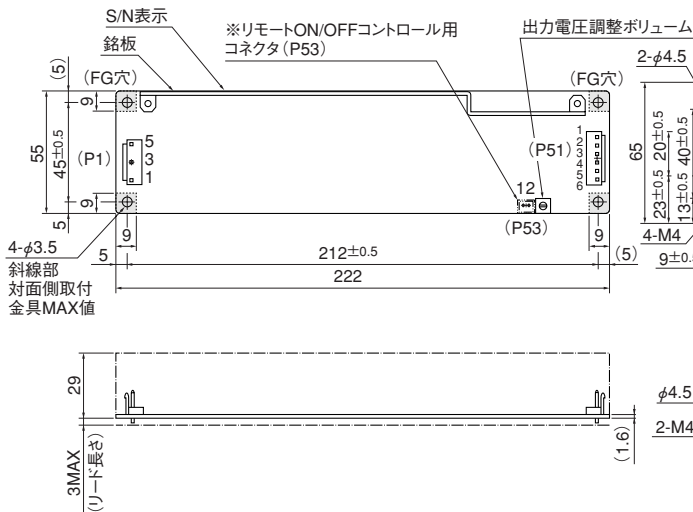 S/N表示
銘板
※リモートON/OFFコントロール用
コネクタ(P53)
出力電圧調整ボリューム
(5)
(FG穴)
(FG穴)
2-φ4.5
9
55
45±0.5
(P1)
5
3
1
(P51)
1
2
3
4
5
6
65
20±0.5
40±0.5
23±0.5
13±0.5
9
5
12
(P53)
4-M4
9±0.5
4-φ3.5
斜線部
対面側取付
金具MAX値
9
9
5
212±0.5
(5)
222
29
3MAX
(リード長さ)
(1.6)
φ4.5
2-M4